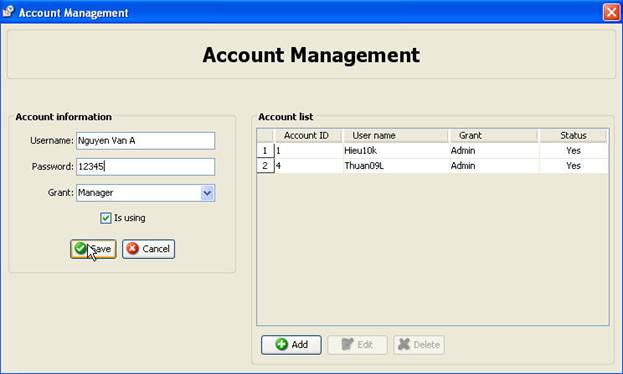 Account Management
Account Management
Account information
Username: Nguyen Van A
Password: 12345
Grant: Manager
Is using
Save Cancel
Account list
Account ID User name Grant Status
1 1 Hieu10k Admin Yes
2 4 Thuan09L Admin Yes
Add Edit Delete